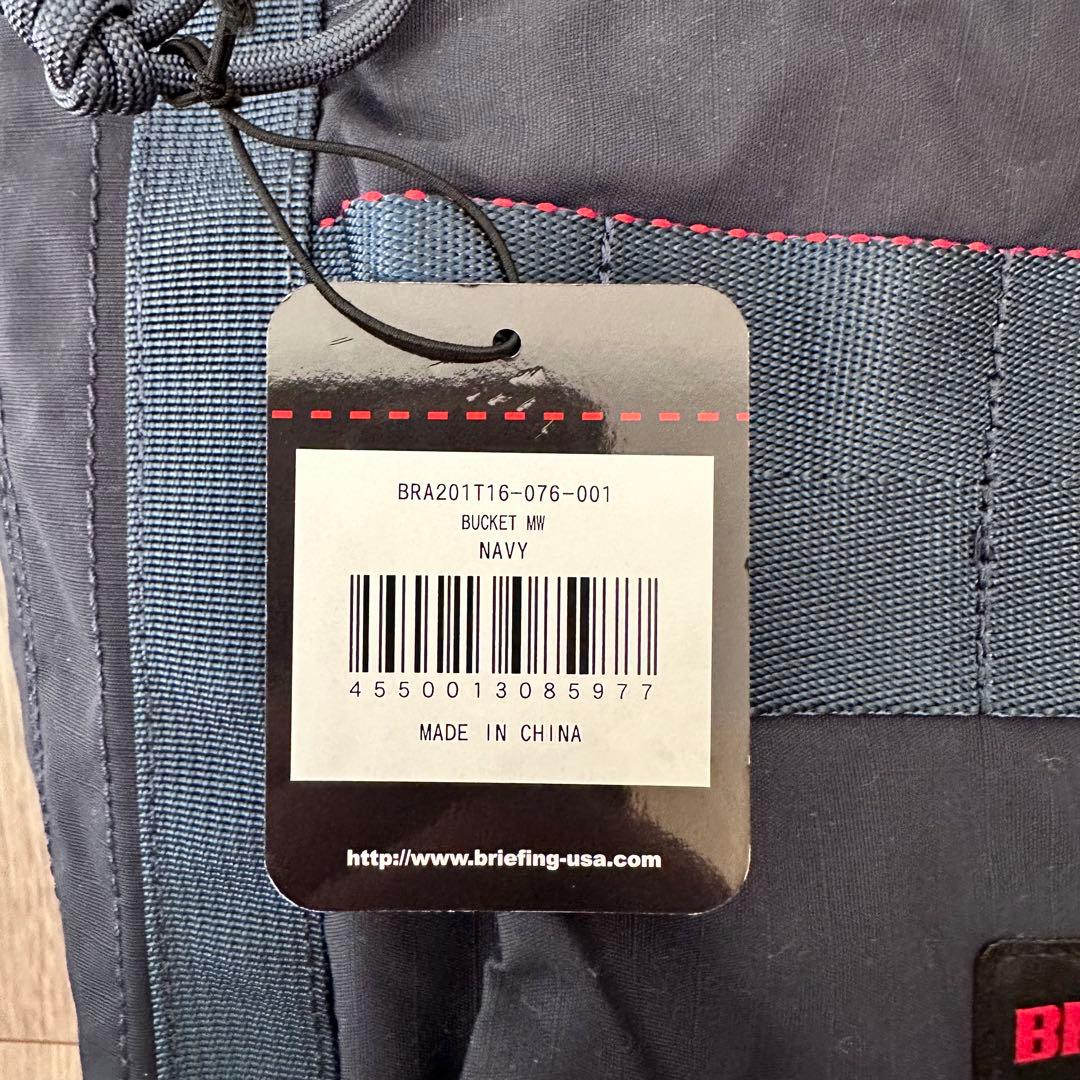 BRA201T16-076-001
BUCKET MW
NAVY
4550013085977
MADE IN CHINA
http://www.briefing-usa.com